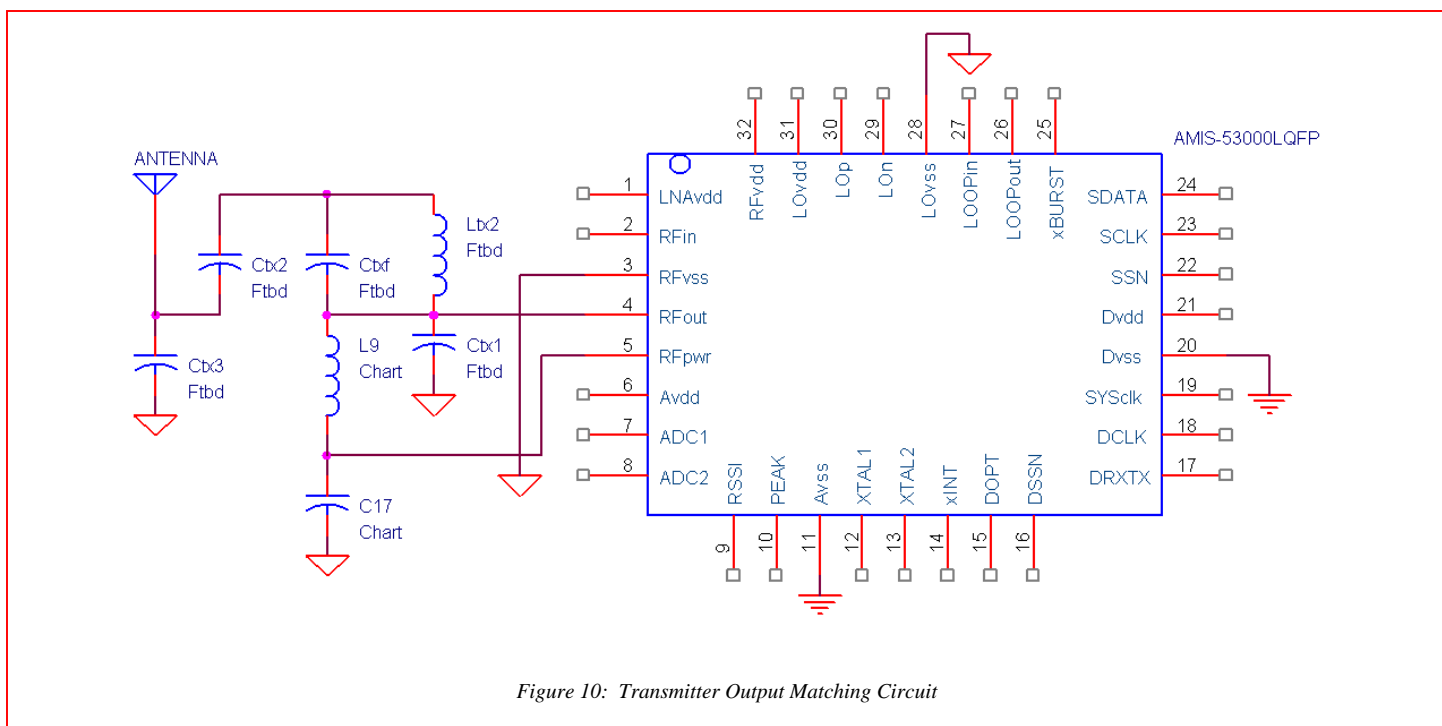 AMIS-53000LQFP
ANTENNA
32
31
30
29
28
27
26
25
RFvdd
LOvdd
LOp
LOn
LOvss
LOOPin
LOOPout
xBURST
1
LNAvdd
2
RFin
3
RFvss
4
RFout
5
RFpwr
6
Avdd
7
ADC1
8
ADC2
SDATA
24
SCLK
23
SSN
22
Dvdd
21
Dvss
20
SYSclk
19
DCLK
18
DRXTX
17
RSSI
PEAK
Avss
XTAL1
XTAL2
xINT
DOPT
DSSN
9
10
11
12
13
14
15
16
Ltx2
Ftbd
Ctx2
Ftbd
Ctxf
Ftbd
Ctx3
Ftbd
L9
Chart
Ctx1
Ftbd
C17
Chart
Figure 10: Transmitter Output Matching Circuit